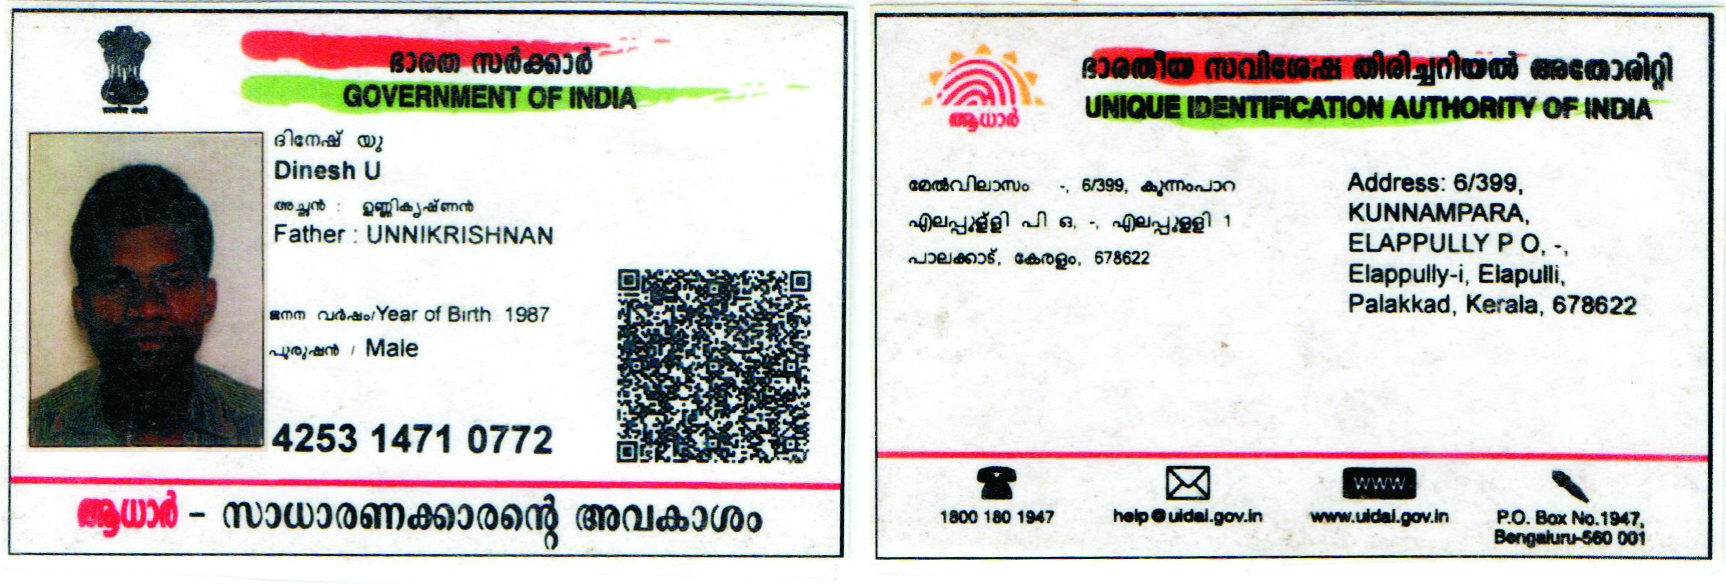 ഭാരത സർക്കാർ
GOVERNMENT OF INDIA
ദിനേഷ് യു
Dinesh U
അച്ഛൻ : ഉണ്ണികൃഷ്ണൻ
Father : UNNIKRISHNAN
ജനന വർഷം/Year of Birth: 1987
പുരുഷൻ / Male
4253 1471 0772
ആധാർ - സാധാരണക്കാരന്റെ അവകാശം
ഭാരതീയ സവിശേഷ തിരിച്ചറിയൽ അതോരിറ്റി
UNIQUE IDENTIFICATION AUTHORITY OF INDIA
ആധാർ
മേൽവിലാസം -, 6/399, കുന്നംപാറ
എലപ്പുള്ളി പി ഒ, -, എലപ്പുളളി 1
പാലക്കാട്, കേരളം, 678622
Address: 6/399,
KUNNAMPARA,
ELAPPULLY P O, -,
Elappully-i, Elapulli,
Palakkad, Kerala, 678622
WWW
1800 180 1947
help@uidai.gov.in
www.uidai.gov.in
P.O. Box No.1947,
Bengaluru-560 001